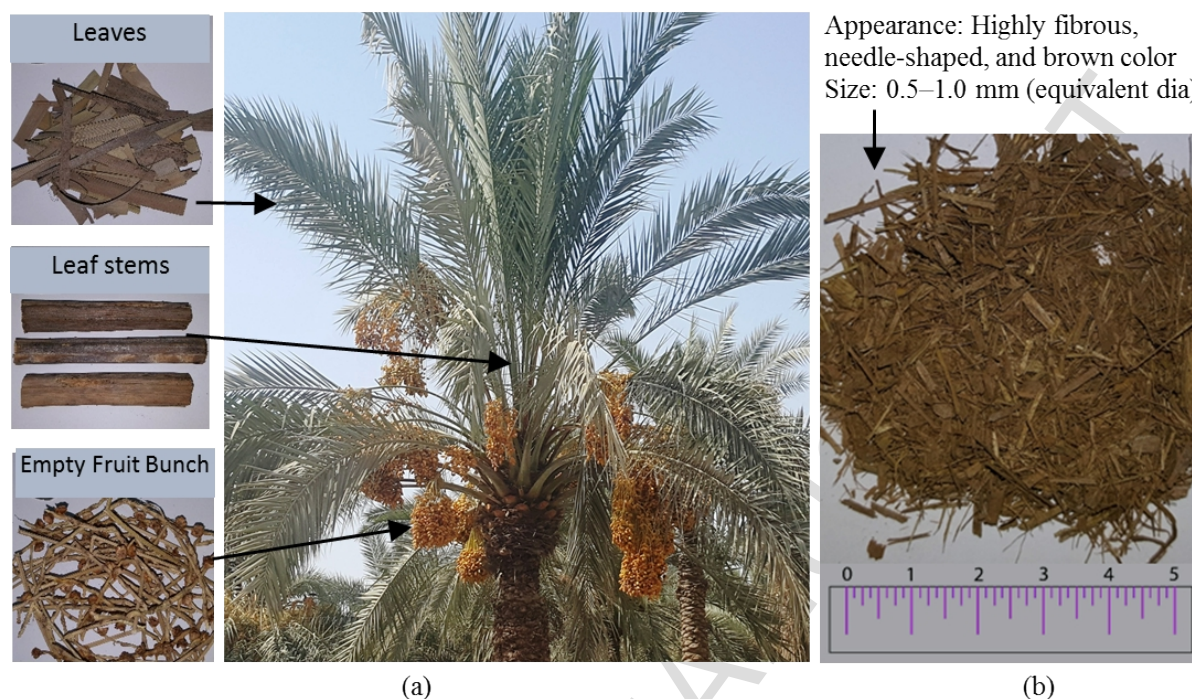 Leaves
Leaf stems
Empty Fruit Bunch
Appearance: Highly fibrous,
needle-shaped, and brown color
Size: 0.5–1.0 mm (equivalent dia)
0 1 2 3 4 5
(a)
(b)